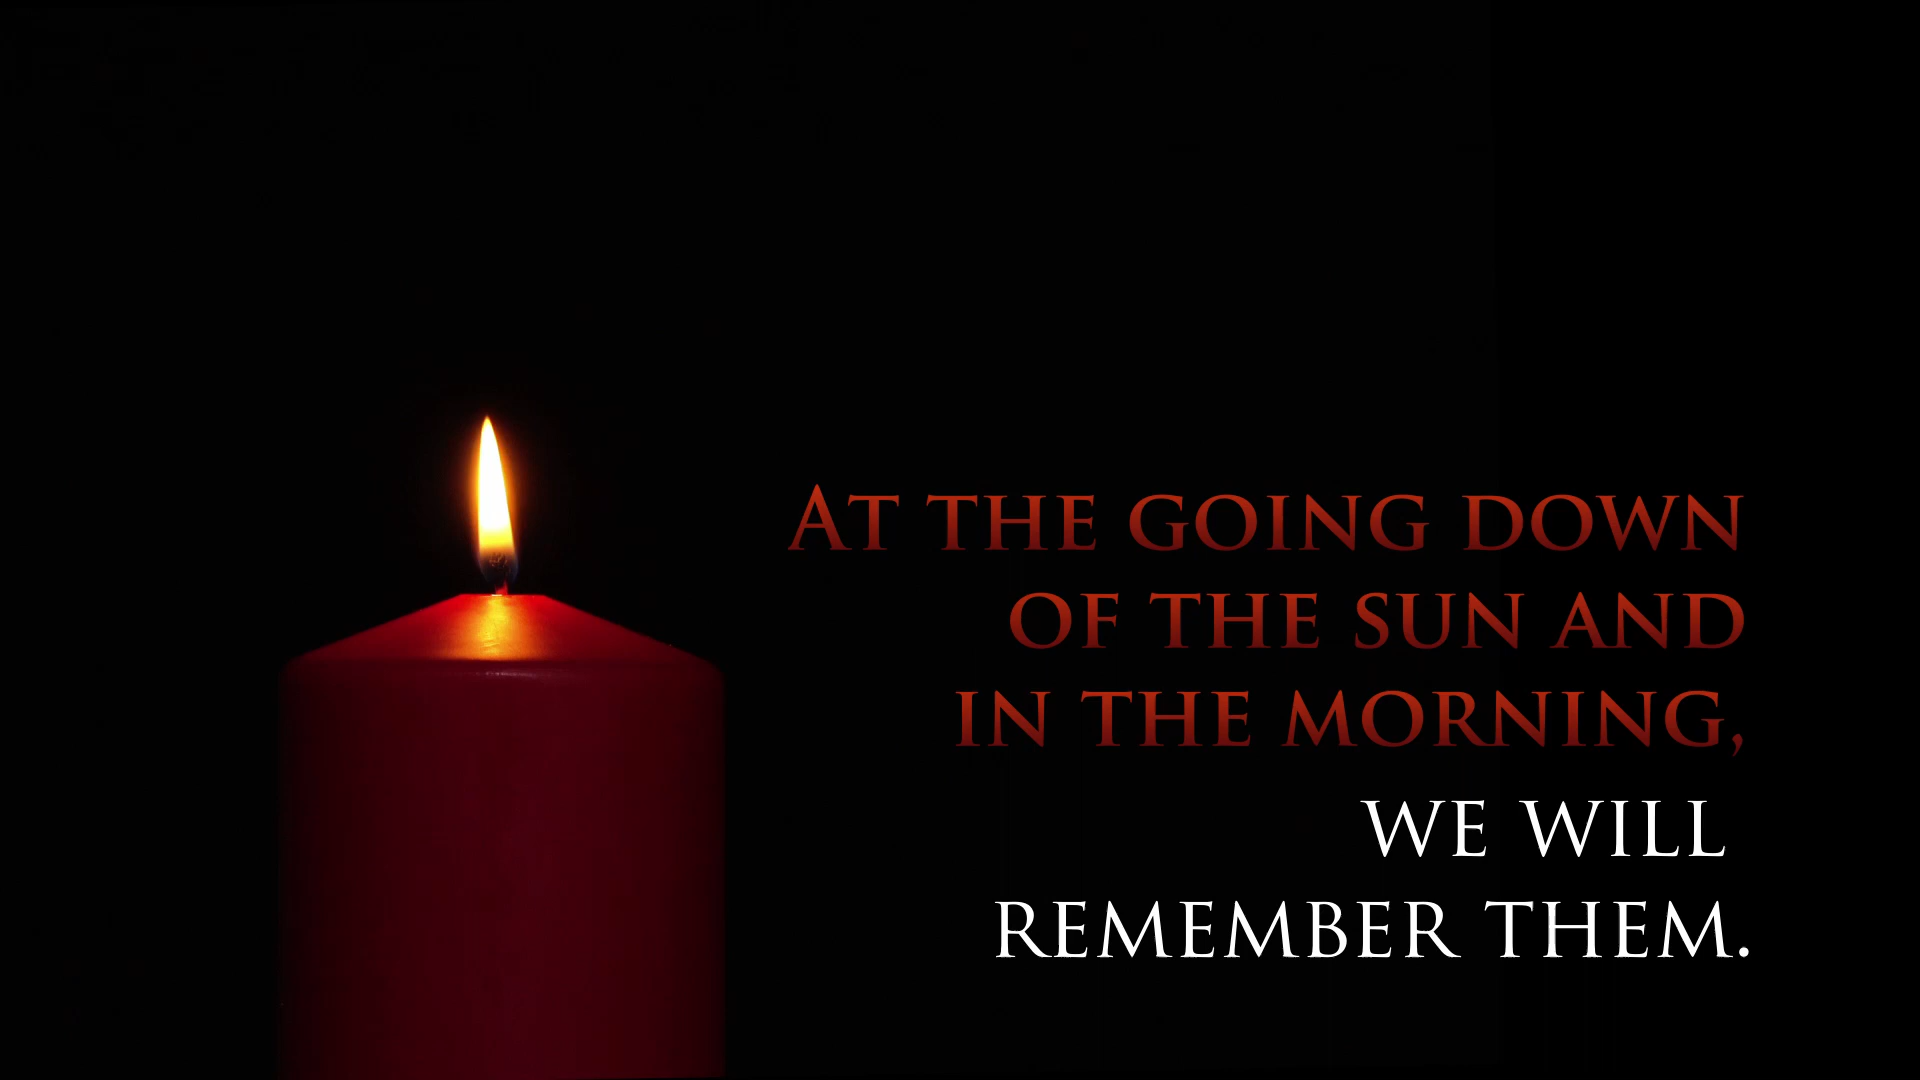 At the going down
of the sun and
in the morning,
we will
remember them.